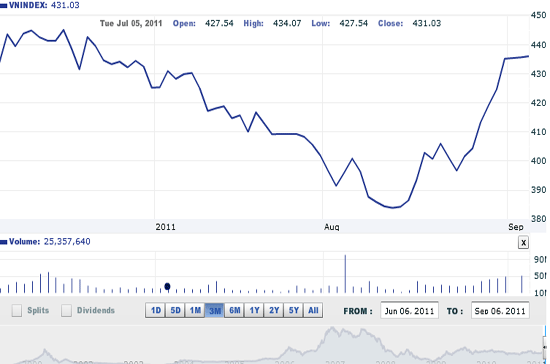 VNINDEX: 431.03
450
Tue Jul 05, 2011 Open: 427.54 High: 434.07 Low: 427.54 Close: 431.03
440
430
420
410
400
390
380
2011 Aug Sep
Volume: 25,357,640 X
90M
50M
10M
Splits Dividends 1D 5D 1M 3M 6M 1Y 2Y 5Y All FROM : Jun 06, 2011 TO : Sep 06, 2011